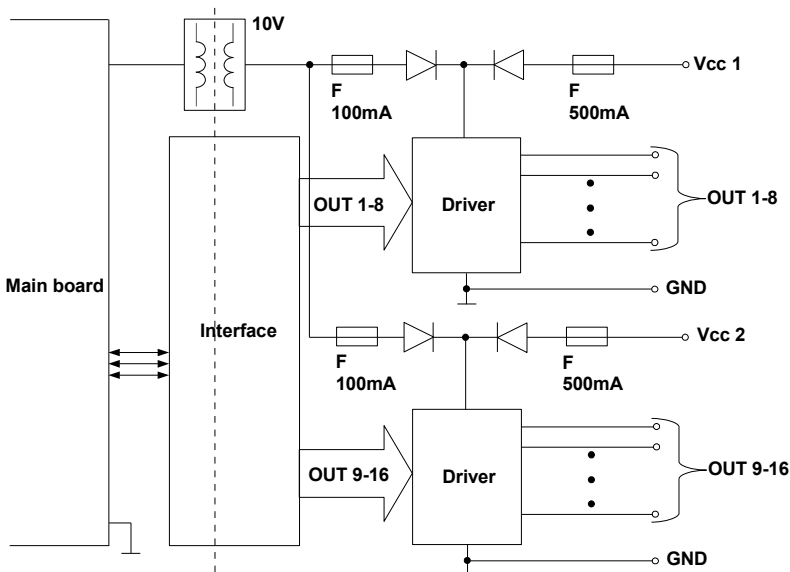 10V
Vcc 1
F
100mA
F
500mA
OUT 1-8
Driver
OUT 1-8
Main board
GND
Interface
Vcc 2
F
100mA
F
500mA
OUT 9-16
Driver
OUT 9-16
GND